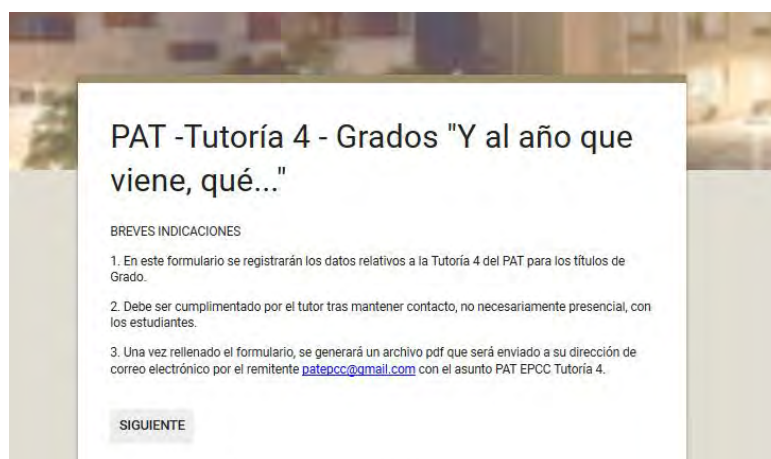 PAT -Tutoría 4 - Grados "Y al año que
viene, qué..."
BREVES INDICACIONES
1. En este formulario se registrarán los datos relativos a la Tutoría 4 del PAT para los títulos de
Grado.
2. Debe ser cumplimentado por el tutor tras mantener contacto, no necesariamente presencial, con
los estudiantes.
3. Una vez rellenado el formulario, se generará un archivo pdf que será enviado a su dirección de
correo electrónico por el remitente patepcc@gmail.com con el asunto PAT EPCC Tutoría 4.
SIGUIENTE